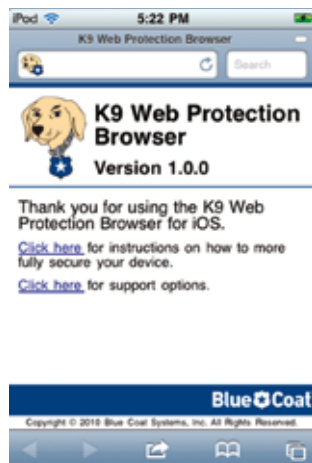 iPod 5:22 PM
K9 Web Protection Browser
Search
K9 Web Protection
Browser
Version 1.0.0
Thank you for using the K9 Web
Protection Browser for iOS.
Click here for instructions on how to more
fully secure your device.
Click here for support options.
Blue Coat
Copyright © 2010 Blue Coat Systems, Inc. All Rights Reserved.